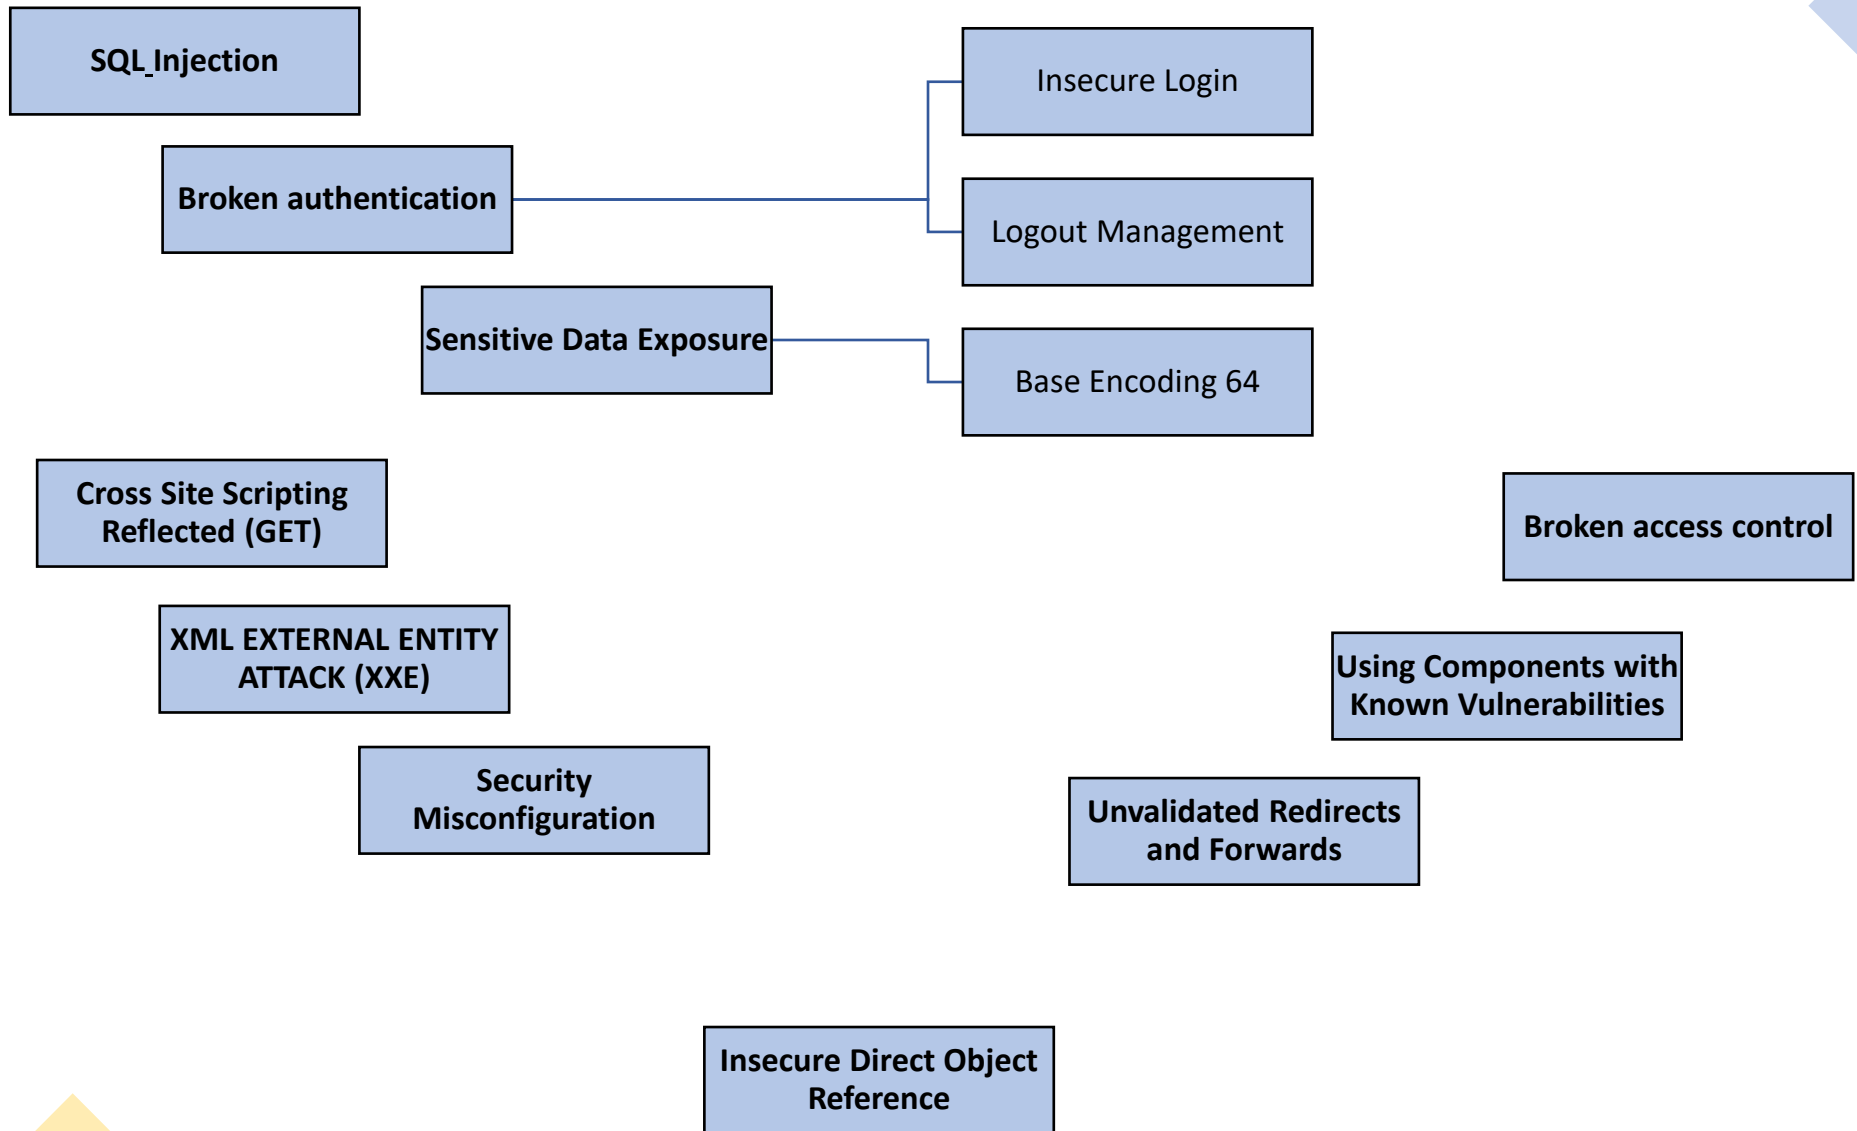 SQL Injection
Insecure Login
Broken authentication
Logout Management
Sensitive Data Exposure
Base Encoding 64
Cross Site Scripting
Reflected (GET)
Broken access control
XML EXTERNAL ENTITY
ATTACK (XXE)
Using Components with
Known Vulnerabilities
Security
Misconfiguration
Unvalidated Redirects
and Forwards
Insecure Direct Object
Reference